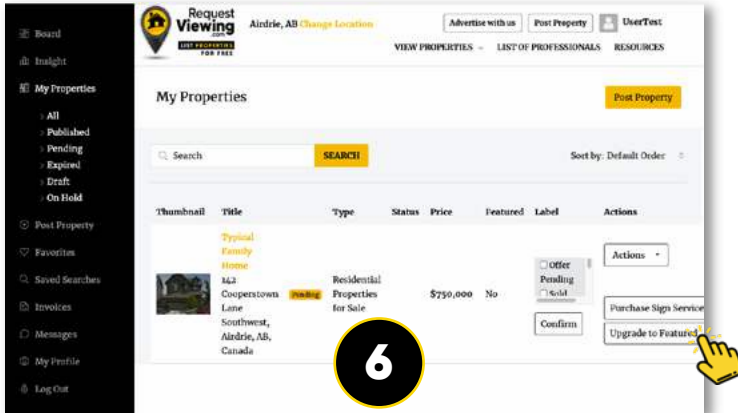 Board
Insight
My Properties
All
Published
Pending
Expired
Draft
On Hold
Post Property
Favorites
Saved Searches
Invoices
Messages
My Profile
Log Out
Request
Viewing
.com
LIST PROPERTIES
FOR FREE
Airdrie, AB Change Location
Advertise with us
Post Property
UserTest
VIEW PROPERTIES
LIST OF PROFESSIONALS
RESOURCES
My Properties
Post Property
Search
SEARCH
Sort by: Default Order
Thumbnail Title Type Status Price Featured Label Actions
Typical
Family
Home
142
Cooperstown
Lane
Southwest,
Airdrie, AB,
Canada
Pending
Residential
Properties
for Sale
$750,000
No
Offer
Pending
Sold
Confirm
Actions
Purchase Sign Service
Upgrade to Featured
6